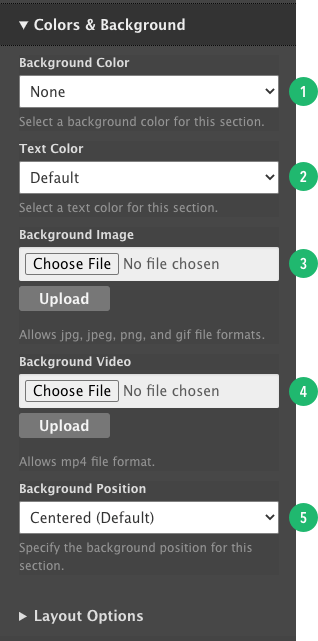 ▼ Colors & Background
Background Color
None
1
Select a background color for this section.
Text Color
Default
2
Select a text color for this section.
Background Image
Choose File No file chosen
3
Upload
Allows jpg, jpeg, png, and gif file formats.
Background Video
Choose File No file chosen
4
Upload
Allows mp4 file format.
Background Position
Centered (Default)
5
Specify the background position for this
section.
▶ Layout Options